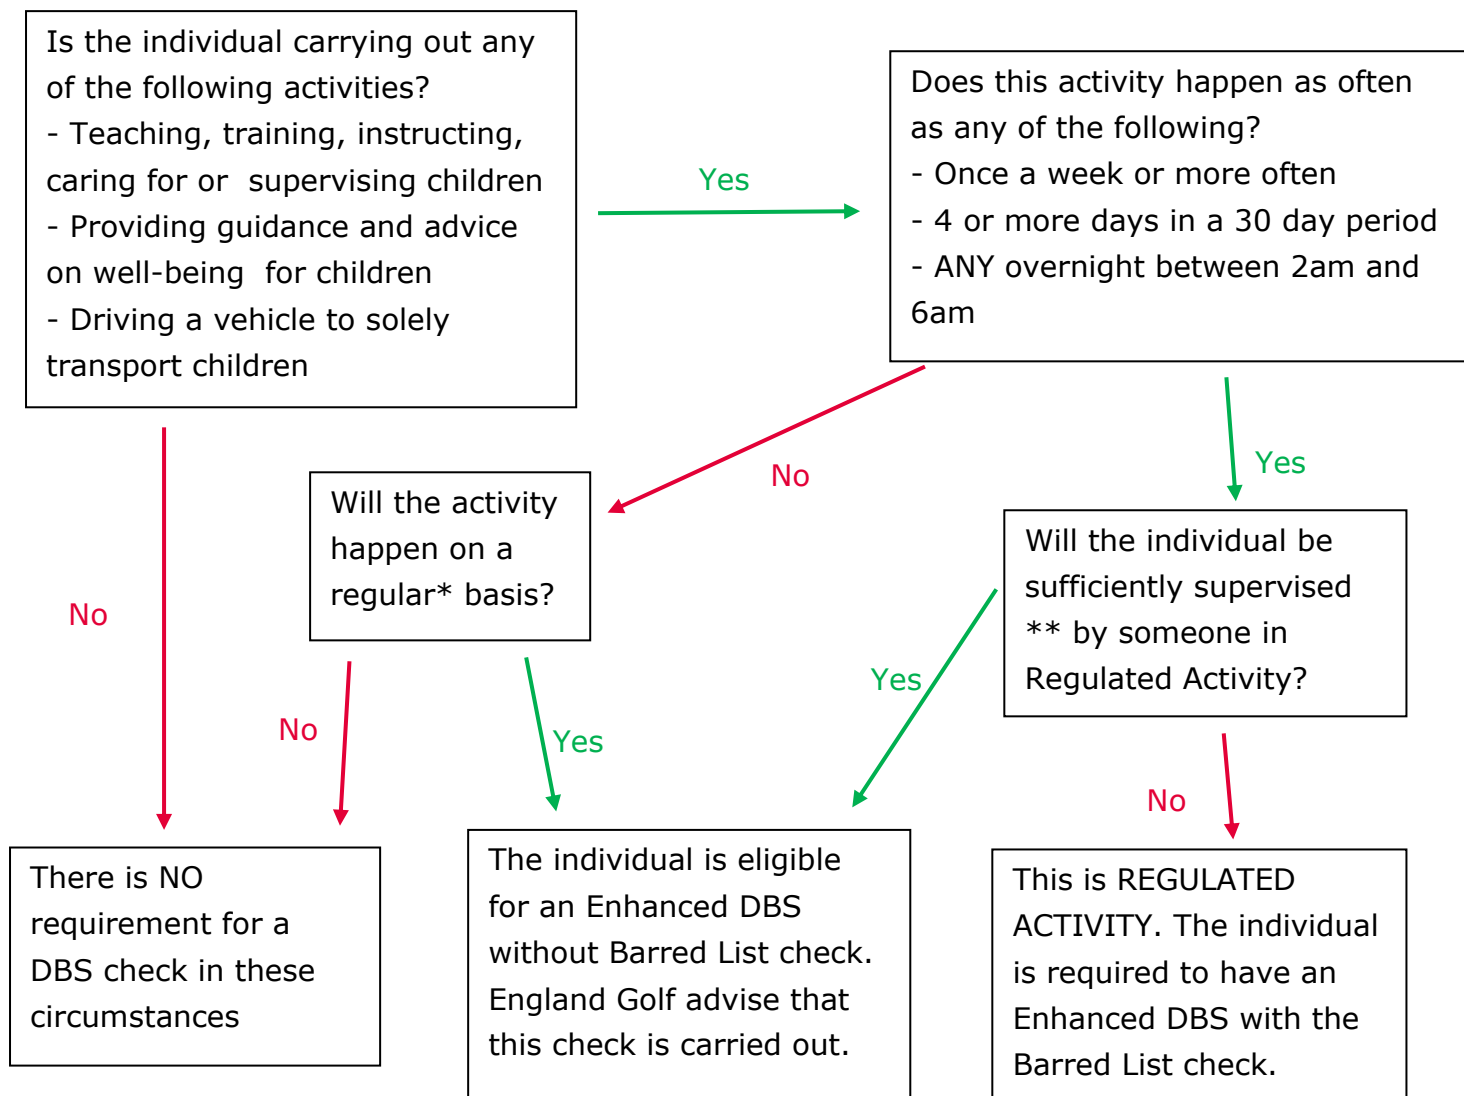 Is the individual carrying out any
of the following activities?
- Teaching, training, instructing,
caring for or  supervising children
- Providing guidance and advice
on well-being  for children
- Driving a vehicle to solely
transport children
Yes
Does this activity happen as often
as any of the following?
- Once a week or more often
- 4 or more days in a 30 day period
- ANY overnight between 2am and
6am
No
Yes
No
Will the activity
happen on a
regular* basis?
Will the individual be
sufficiently supervised
** by someone in
Regulated Activity?
No
Yes
Yes
No
There is NO
requirement for a
DBS check in these
circumstances
The individual is eligible
for an Enhanced DBS
without Barred List check.
England Golf advise that
this check is carried out.
This is REGULATED
ACTIVITY. The individual
is required to have an
Enhanced DBS with the
Barred List check.